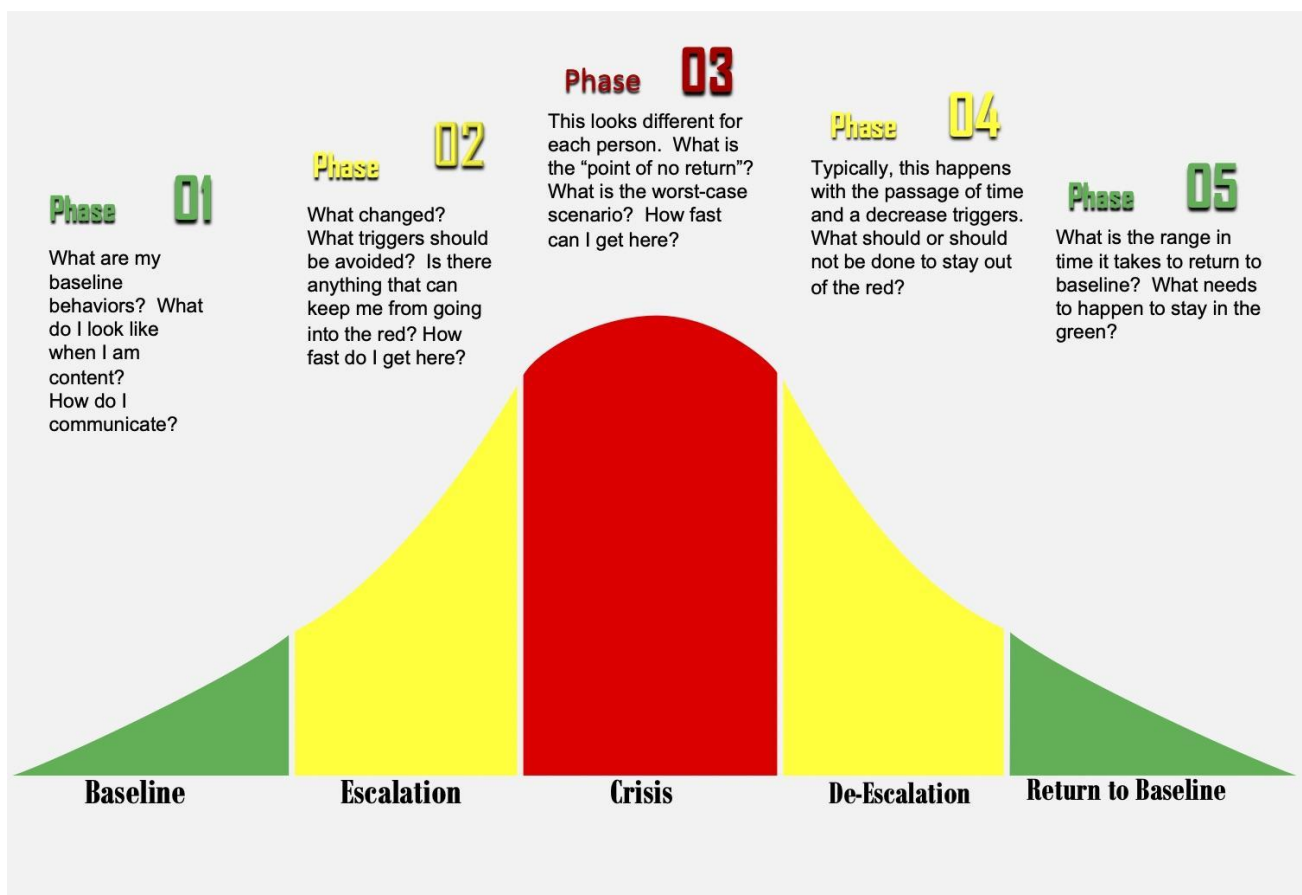 Phase 01
What are my
baseline
behaviors?  What
do I look like
when I am
content?
How do I
communicate?
Phase 02
What changed?
What triggers should
be avoided?  Is there
anything that can
keep me from going
into the red? How
fast do I get here?
Phase 03
This looks different for
each person.  What is
the “point of no return”?
What is the worst-case
scenario?  How fast
can I get here?
Phase 04
Typically, this happens
with the passage of time
and a decrease triggers.
What should or should
not be done to stay out
of the red?
Phase 05
What is the range in
time it takes to return to
baseline?  What needs
to happen to stay in the
green?
Baseline
Escalation
Crisis
De-Escalation
Return to Baseline